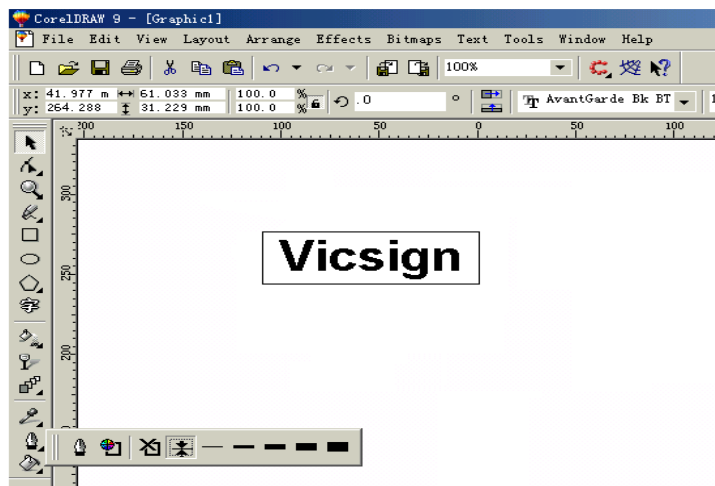 CorelDRAW 9 - [Graphic1]
File Edit View Layout Arrange Effects Bitmaps Text Tools Window Help
100%
x: 41.977 m 61.033 mm 100.0 % .0 ° AvantGarde Bk BT
y: 264.288 31.229 mm 100.0 %
200 150 100 50 0 50 100
300
Vicsign
250
字
200